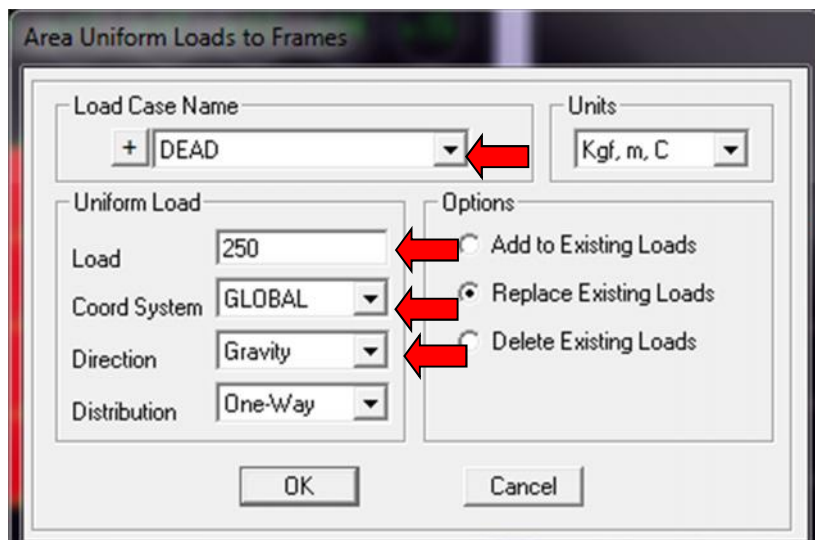 Area Uniform Loads to Frames
Load Case Name
+ DEAD
Units
Kgf, m, C
Uniform Load
Load 250
Coord System GLOBAL
Direction Gravity
Distribution One-Way
Options
Add to Existing Loads
Replace Existing Loads
Delete Existing Loads
OK
Cancel